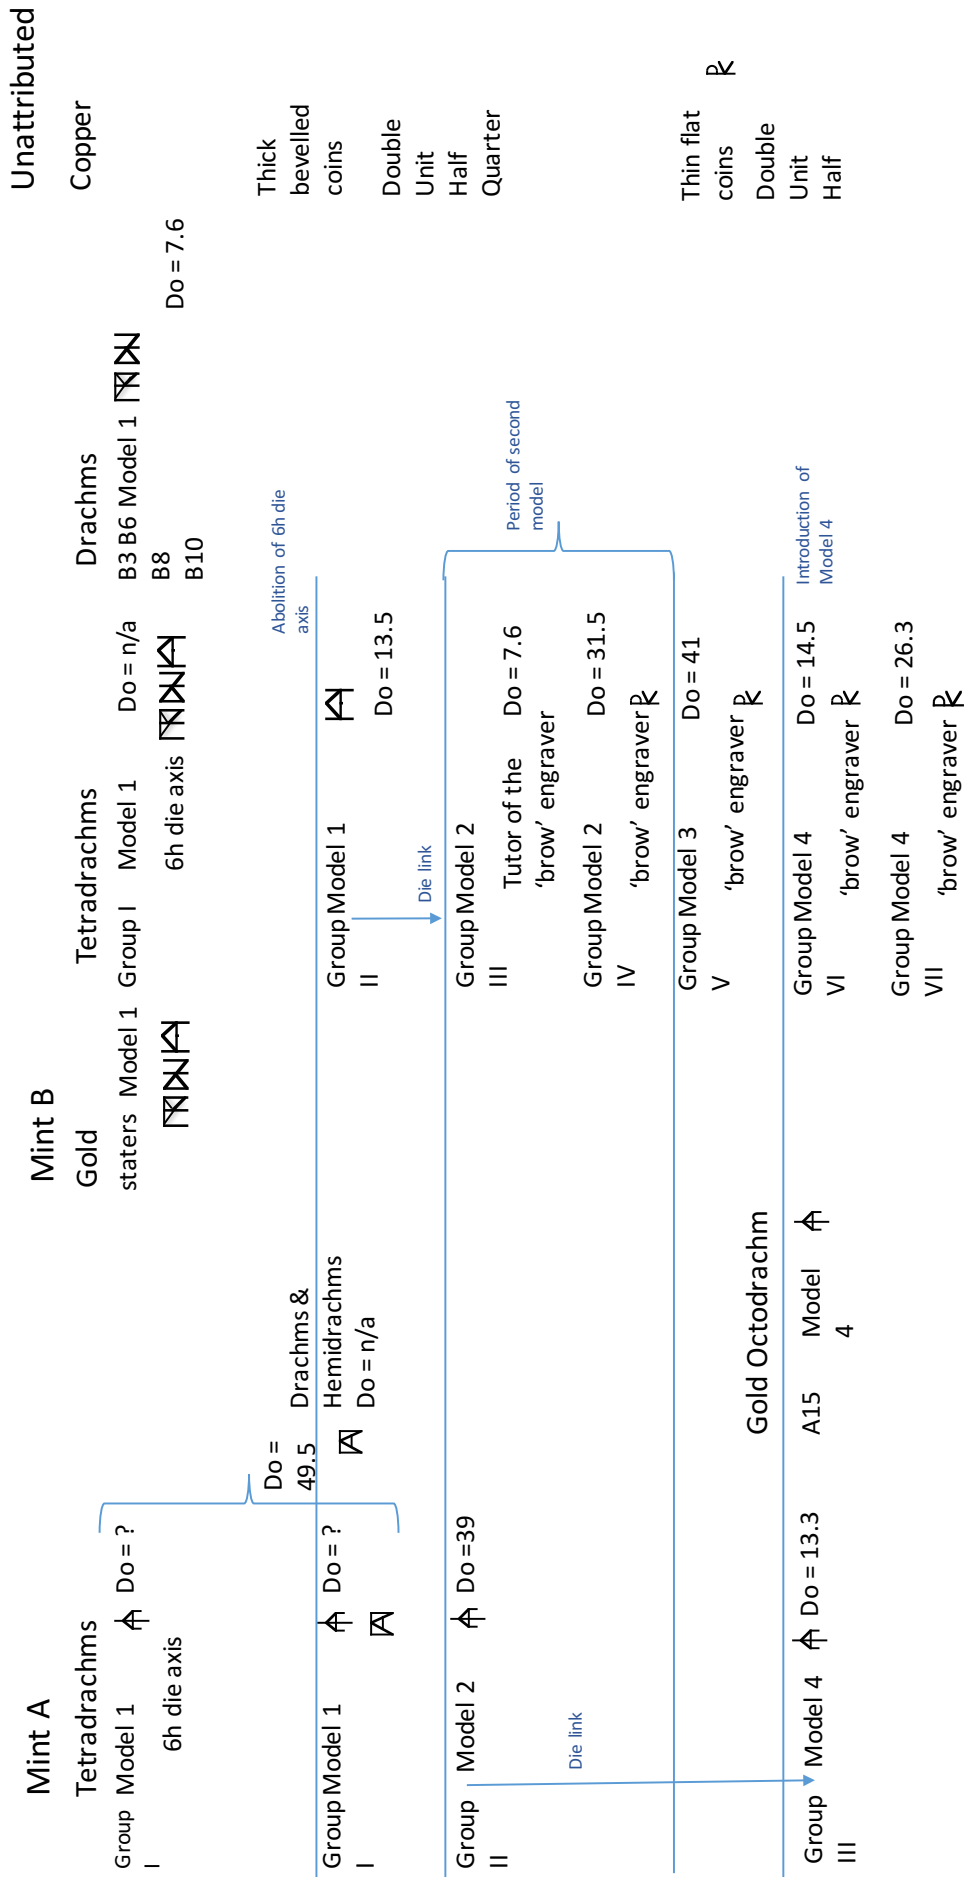 Mint A
Tetradrachms
Group Model 1 Do = ?
I
6h die axis
Do =
49.5
Group Model 1 Do = ?
I
Drachms &
Hemidrachms
Do = n/a
Group Model 2 Do =39
II
Die link
Group Model 4 Do = 13.3
III
Gold Octodrachm
A15 Model
4
Mint B
Gold
staters Model 1
Tetradrachms
Group I Model 1 Do = n/a
6h die axis
Drachms
B3 B6 Model 1
B8
B10
Do = 7.6
Abolition of 6h die
axis
Group Model 1
II
Do = 13.5
Die link
Group Model 2
III
Tutor of the Do = 7.6
‘brow’ engraver
Period of second
model
Group Model 2 Do = 31.5
IV
‘brow’ engraver
Group Model 3 Do = 41
V
‘brow’ engraver
Introduction of
Model 4
Group Model 4 Do = 14.5
VI
‘brow’ engraver
Group Model 4 Do = 26.3
VII
‘brow’ engraver
Unattributed
Copper
Thick
bevelled
coins
Double
Unit
Half
Quarter
Thin flat
coins
Double
Unit
Half